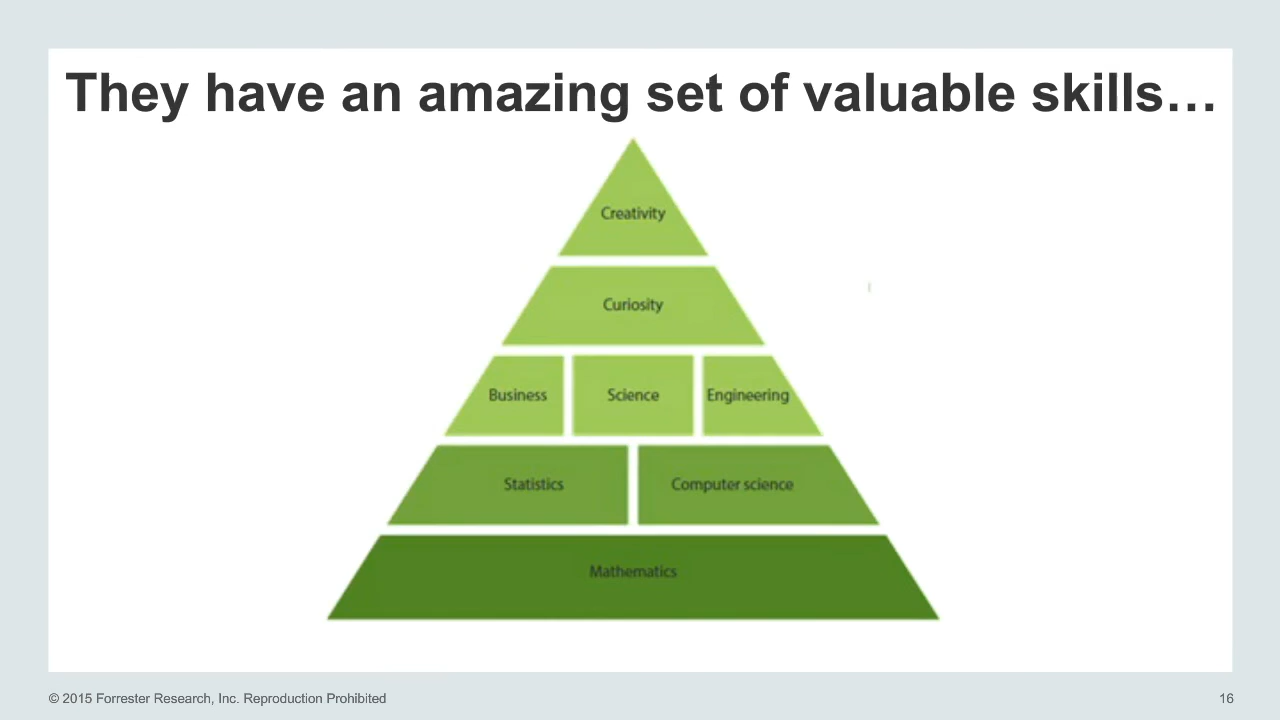 They have an amazing set of valuable skills…
Creativity
Curiosity
Business Science Engineering
Statistics Computer science
Mathematics
© 2015 Forrester Research, Inc. Reproduction Prohibited 16